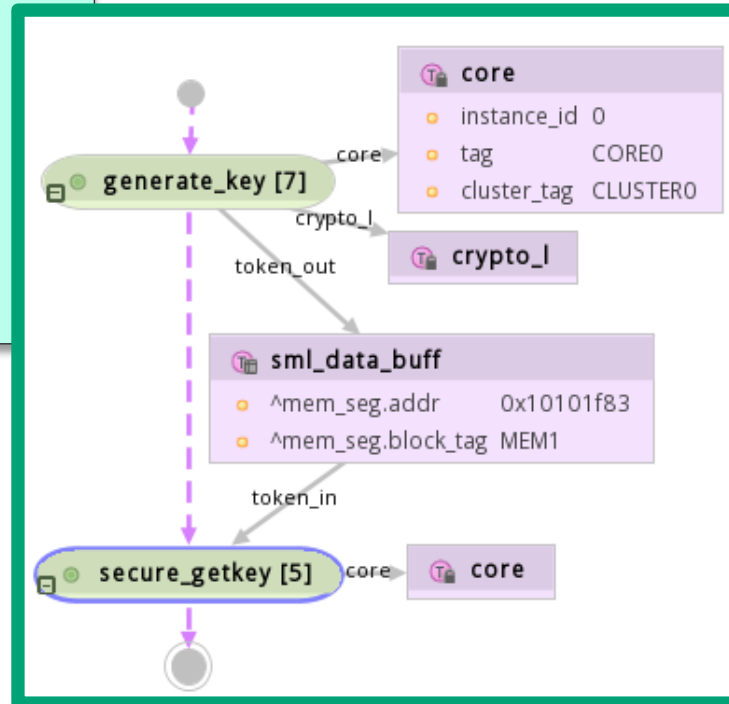 core
instance_id 0
tag CORE0
cluster_tag CLUSTER0
core
generate_key [7]
crypto_l
crypto_l
token_out
sml_data_buff
^mem_seg.addr 0x10101f83
^mem_seg.block_tag MEM1
token_in
secure_getkey [5]
core
core